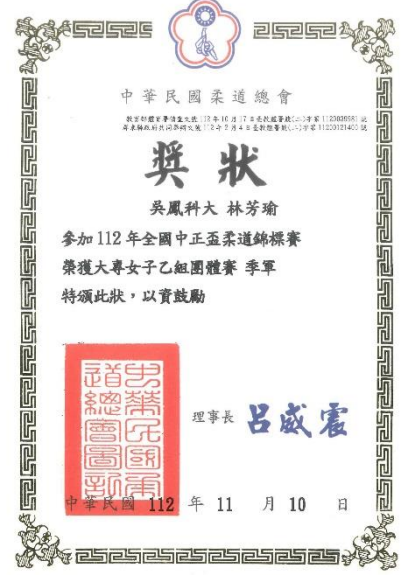 中華民國柔道總會
獎狀
吳鳳科大 林芳瑜
參加112年全國中正盃柔道錦標賽
榮獲大專女子乙組團體賽 季軍
特頒此狀，以資鼓勵
理事長 呂威震
中華民國 112 年 11 月 10 日